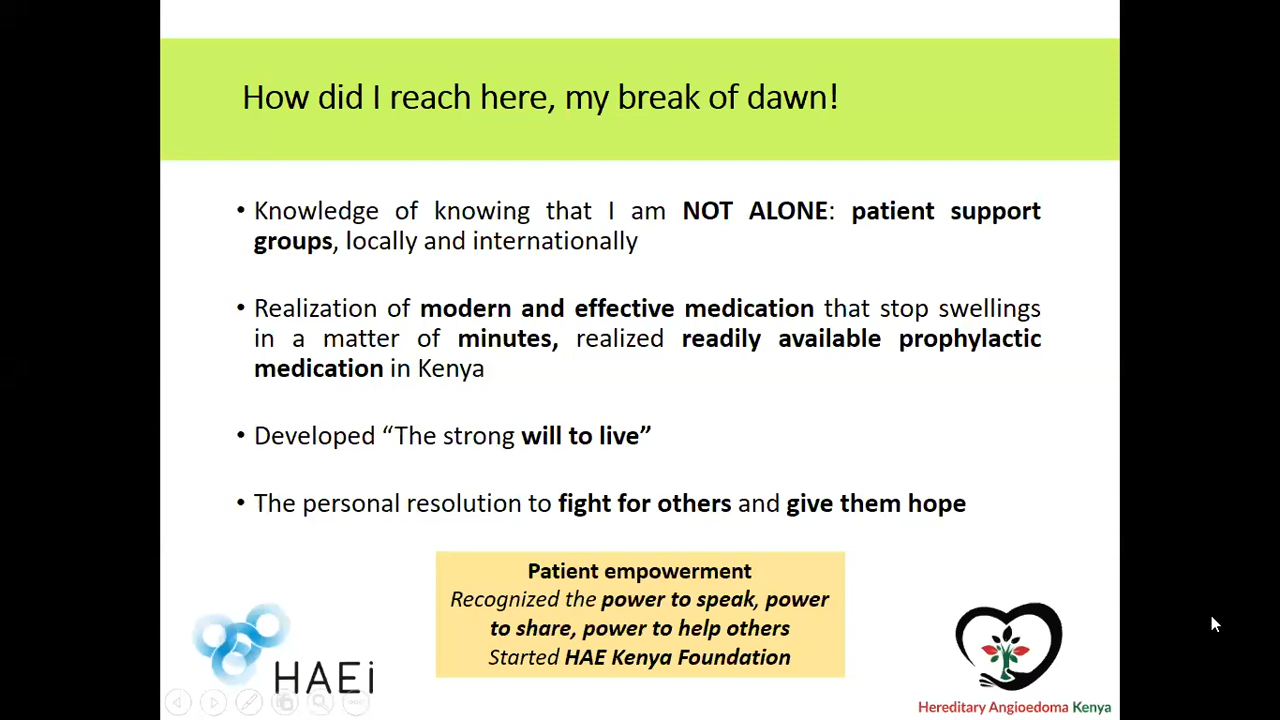 How did I reach here, my break of dawn!
• Knowledge of knowing that I am NOT ALONE: patient support
groups, locally and internationally
• Realization of modern and effective medication that stop swellings
in a matter of minutes, realized readily available prophylactic
medication in Kenya
• Developed “The strong will to live”
• The personal resolution to fight for others and give them hope
Patient empowerment
Recognized the power to speak, power
to share, power to help others
Started HAE Kenya Foundation
HAEi
Hereditary Angioedoma Kenya